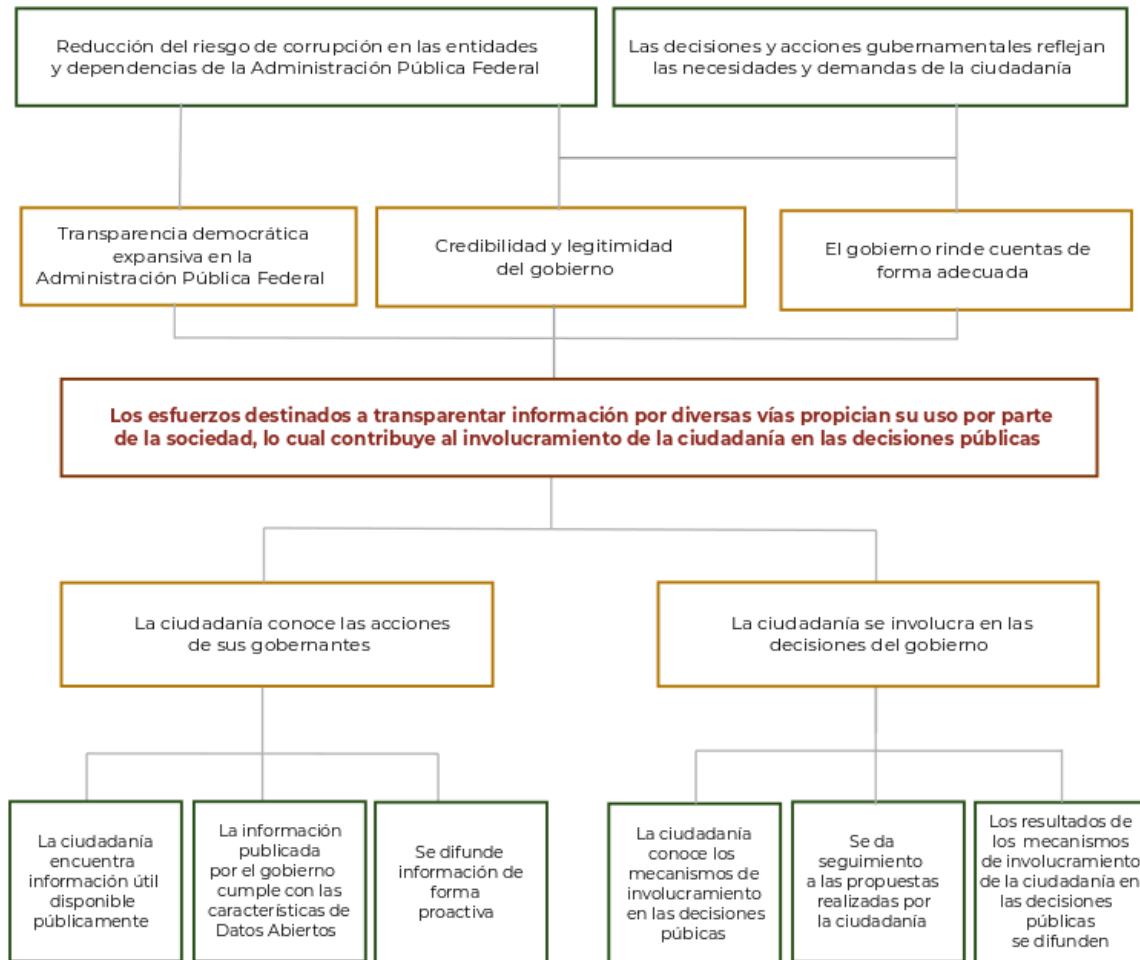 Reducción del riesgo de corrupción en las entidades
y dependencias de la Administración Pública Federal
Las decisiones y acciones gubernamentales reflejan
las necesidades y demandas de la ciudadanía
Transparencia democrática
expansiva en la
Administración Pública Federal
Credibilidad y legitimidad
del gobierno
El gobierno rinde cuentas de
forma adecuada
Los esfuerzos destinados a transparentar información por diversas vías propician su uso por parte
de la sociedad, lo cual contribuye al involucramiento de la ciudadanía en las decisiones públicas
La ciudadanía conoce las acciones
de sus gobernantes
La ciudadanía se involucra en las
decisiones del gobierno
La ciudadanía
encuentra
información útil
disponible
públicamente
La información
publicada
por el gobierno
cumple con las
características de
Datos Abiertos
Se difunde
información de
forma
proactiva
La ciudadanía
conoce los
mecanismos de
involucramiento
en las decisiones
púbicas
Se da
seguimiento
a las propuestas
realizadas por
la ciudadanía
Los resultados de
los mecanismos
de involucramiento
de la ciudadanía en
las decisiones
públicas
se difunden